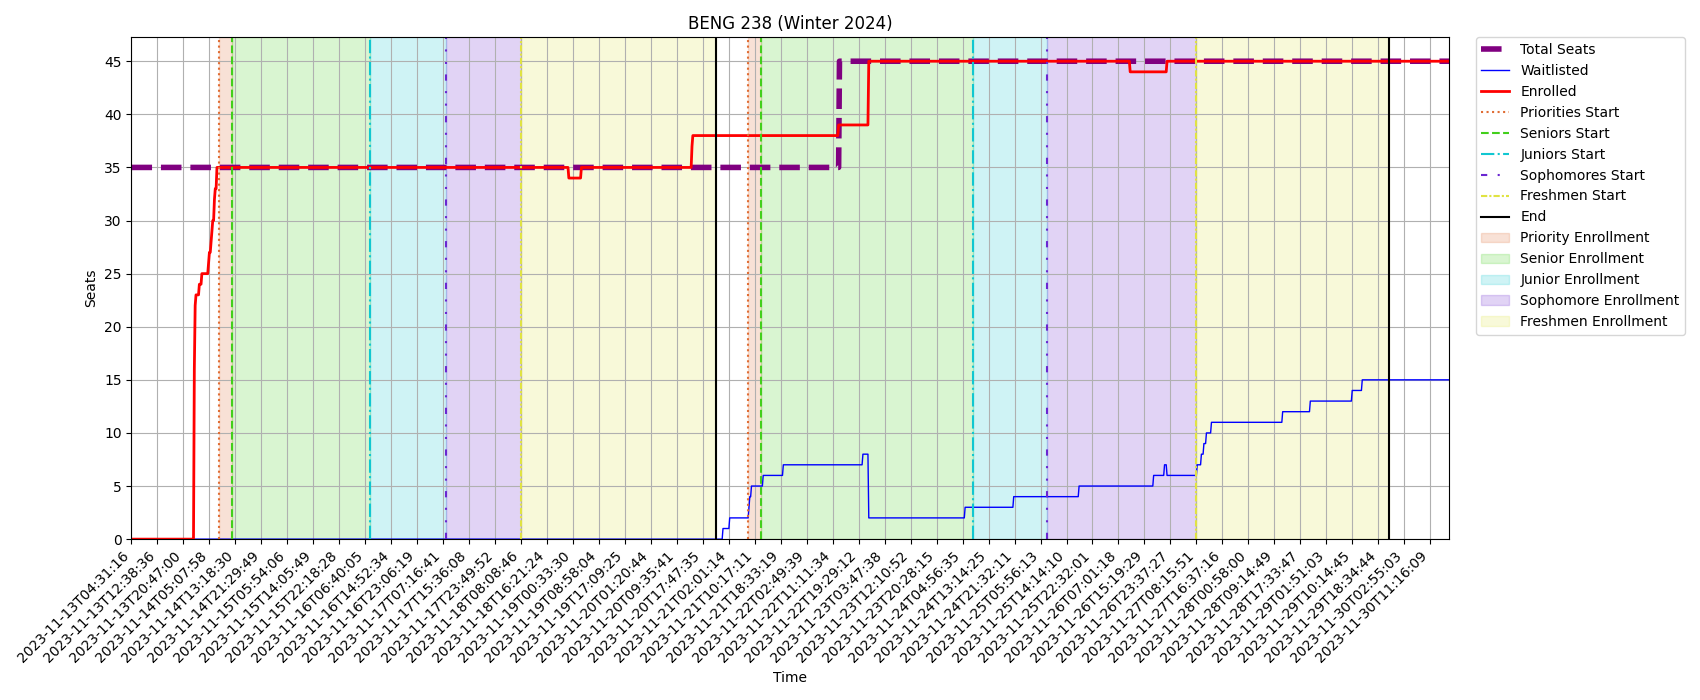 BENG 238 (Winter 2024)
Seats
45
40
35
30
25
20
15
10
5
0
2023-11-13T04:31:16
2023-11-13T12:38:36
2023-11-13T20:47:00
2023-11-14T05:07:58
2023-11-14T13:18:30
2023-11-14T21:29:49
2023-11-15T05:54:06
2023-11-15T14:05:49
2023-11-15T22:18:28
2023-11-16T06:40:05
2023-11-16T14:52:34
2023-11-16T23:06:19
2023-11-17T07:16:41
2023-11-17T15:36:08
2023-11-17T23:49:52
2023-11-18T08:08:46
2023-11-18T16:21:24
2023-11-19T00:33:30
2023-11-19T08:58:04
2023-11-19T17:09:25
2023-11-20T01:20:44
2023-11-20T09:35:41
2023-11-20T17:47:35
2023-11-21T02:01:14
2023-11-21T10:17:11
2023-11-21T18:33:19
2023-11-22T02:49:39
2023-11-22T11:11:34
2023-11-22T19:29:12
2023-11-23T03:47:38
2023-11-23T12:10:52
2023-11-23T20:28:15
2023-11-24T04:56:35
2023-11-24T13:14:25
2023-11-24T21:32:11
2023-11-25T05:56:13
2023-11-25T14:14:10
2023-11-25T22:32:01
2023-11-26T07:01:18
2023-11-26T15:19:29
2023-11-26T23:37:27
2023-11-27T08:15:51
2023-11-27T16:37:16
2023-11-28T00:58:00
2023-11-28T09:14:49
2023-11-28T17:33:47
2023-11-29T01:51:03
2023-11-29T10:14:45
2023-11-29T18:34:44
2023-11-30T02:55:03
2023-11-30T11:16:09
Time
Total Seats
Waitlisted
Enrolled
Priorities Start
Seniors Start
Juniors Start
Sophomores Start
Freshmen Start
End
Priority Enrollment
Senior Enrollment
Junior Enrollment
Sophomore Enrollment
Freshmen Enrollment